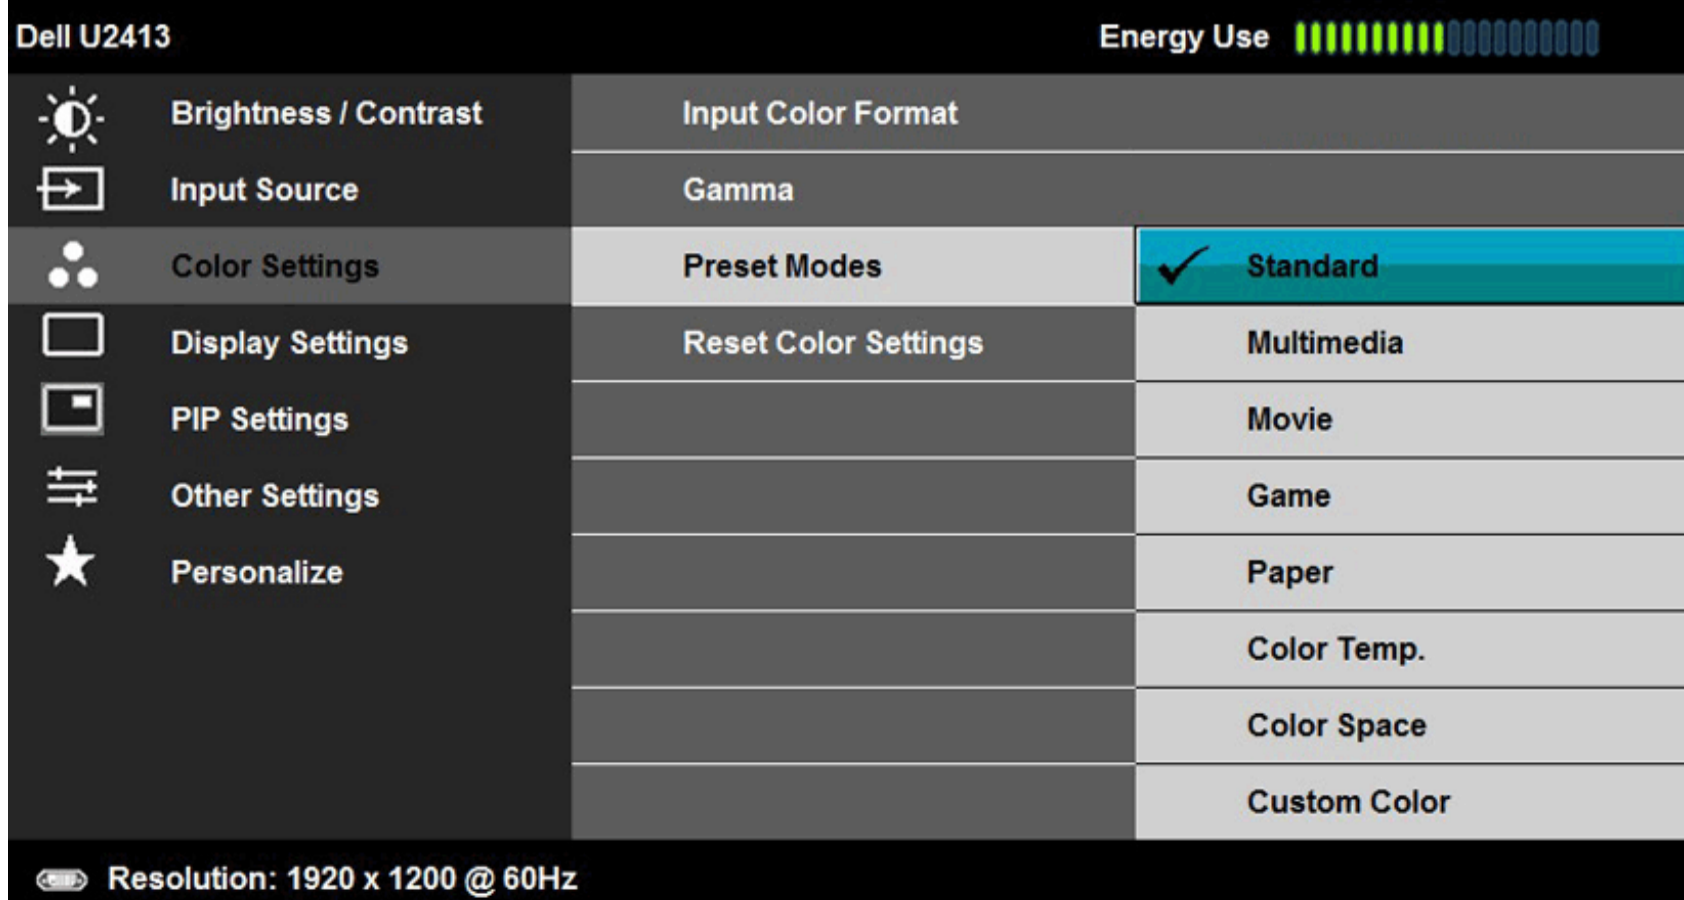 Dell U2413 Energy Use
Brightness / Contrast Input Color Format
Input Source Gamma
Color Settings Preset Modes Standard
Display Settings Reset Color Settings Multimedia
PIP Settings Movie
Other Settings Game
Personalize Paper
Color Temp.
Color Space
Custom Color
Resolution: 1920 x 1200 @ 60Hz